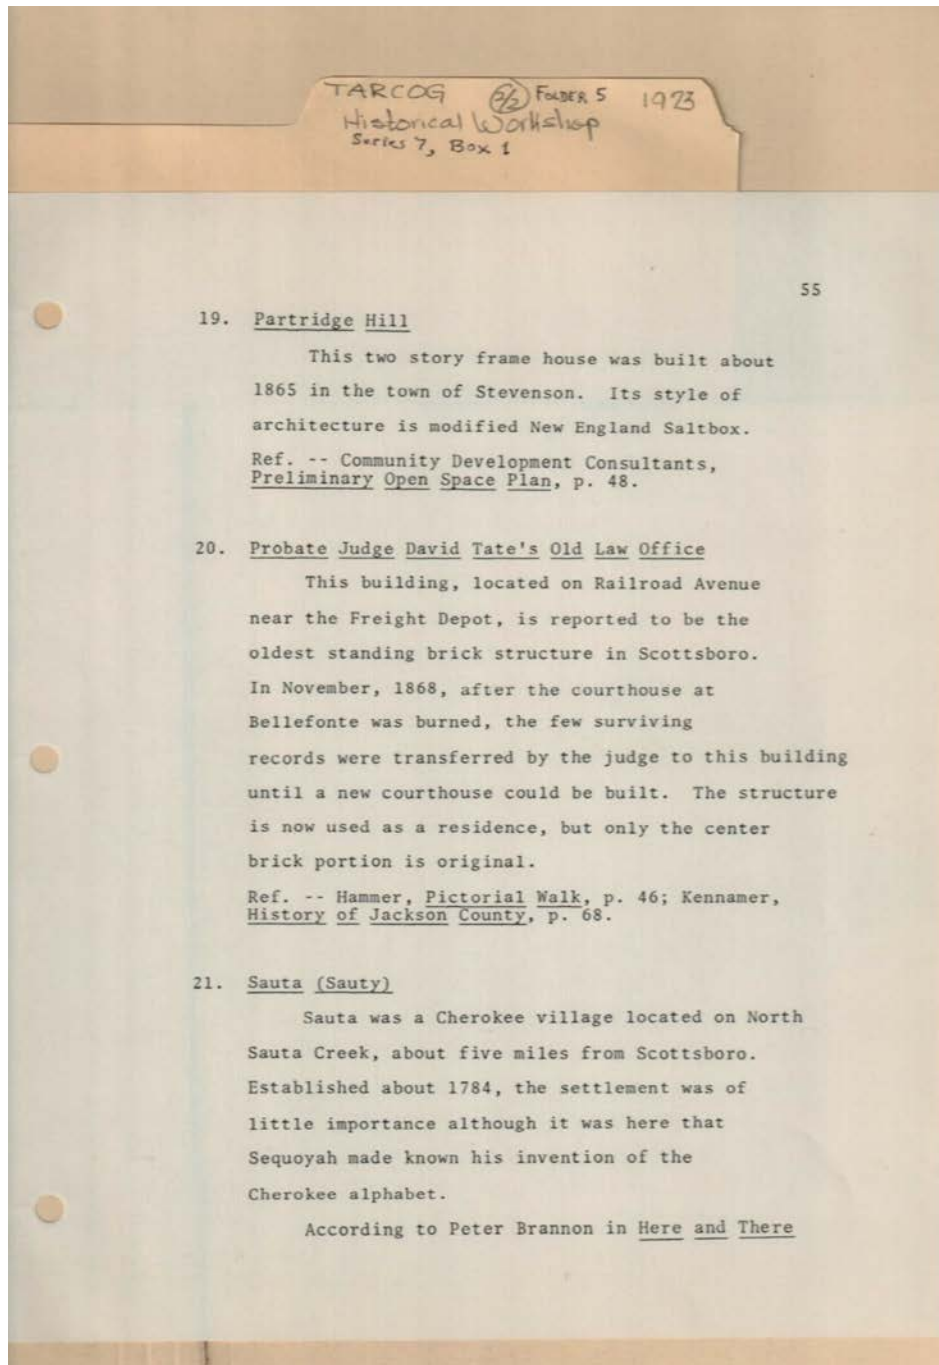 TARCOG 2/2 FOLDER 5 1973
Historical Workshop
Series 7, Box 1
55
19. Partridge Hill
This two story frame house was built about
1865 in the town of Stevenson. Its style of
architecture is modified New England Saltbox.
Ref. -- Community Development Consultants,
Preliminary Open Space Plan, p. 48.
20. Probate Judge David Tate's Old Law Office
This building, located on Railroad Avenue
near the Freight Depot, is reported to be the
oldest standing brick structure in Scottsboro.
In November, 1868, after the courthouse at
Bellefonte was burned, the few surviving
records were transferred by the judge to this building
until a new courthouse could be built. The structure
is now used as a residence, but only the center
brick portion is original.
Ref. -- Hammer, Pictorial Walk, p. 46; Kennamer,
History of Jackson County, p. 68.
21. Sauta (Sauty)
Sauta was a Cherokee village located on North
Sauta Creek, about five miles from Scottsboro.
Established about 1784, the settlement was of
little importance although it was here that
Sequoyah made known his invention of the
Cherokee alphabet.
According to Peter Brannon in Here and There